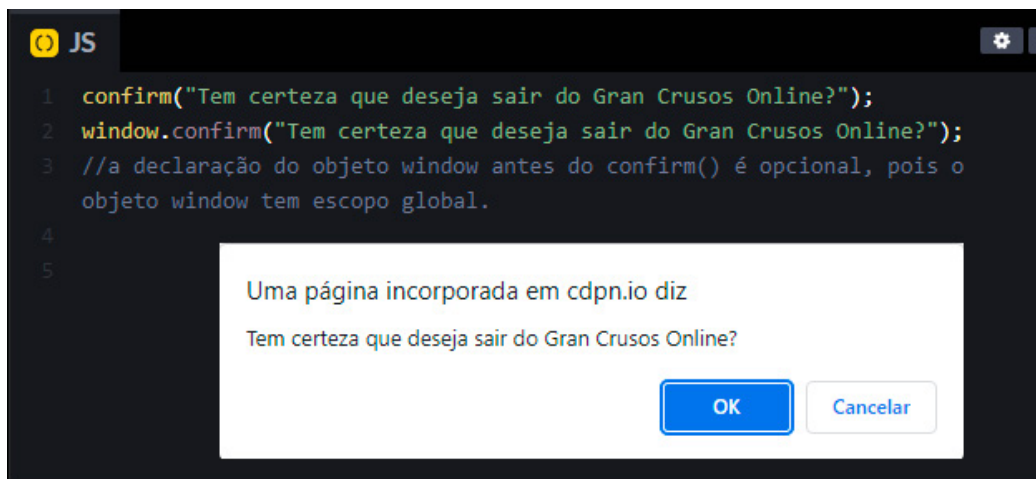 JS
1 confirm("Tem certeza que deseja sair do Gran Crusos Online?");
2 window.confirm("Tem certeza que deseja sair do Gran Crusos Online?");
3 //a declaração do objeto window antes do confirm() é opcional, pois o
objeto window tem escopo global.
4
5
Uma página incorporada em cdpn.io diz
Tem certeza que deseja sair do Gran Crusos Online?
OK Cancelar